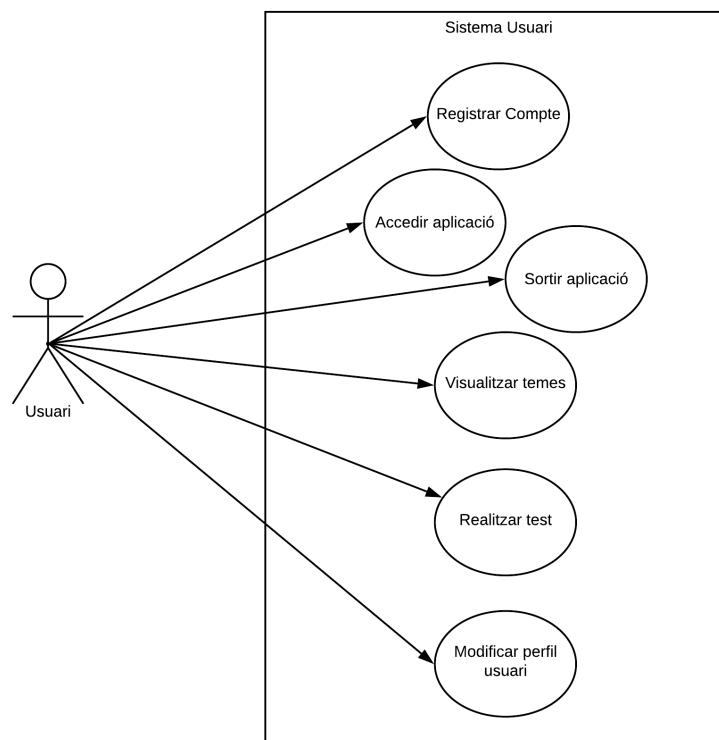 Sistema Usuari
Registrar Compte
Accedir aplicació
Sortir aplicació
Visualitzar temes
Usuari
Realitzar test
Modificar perfil
usuari